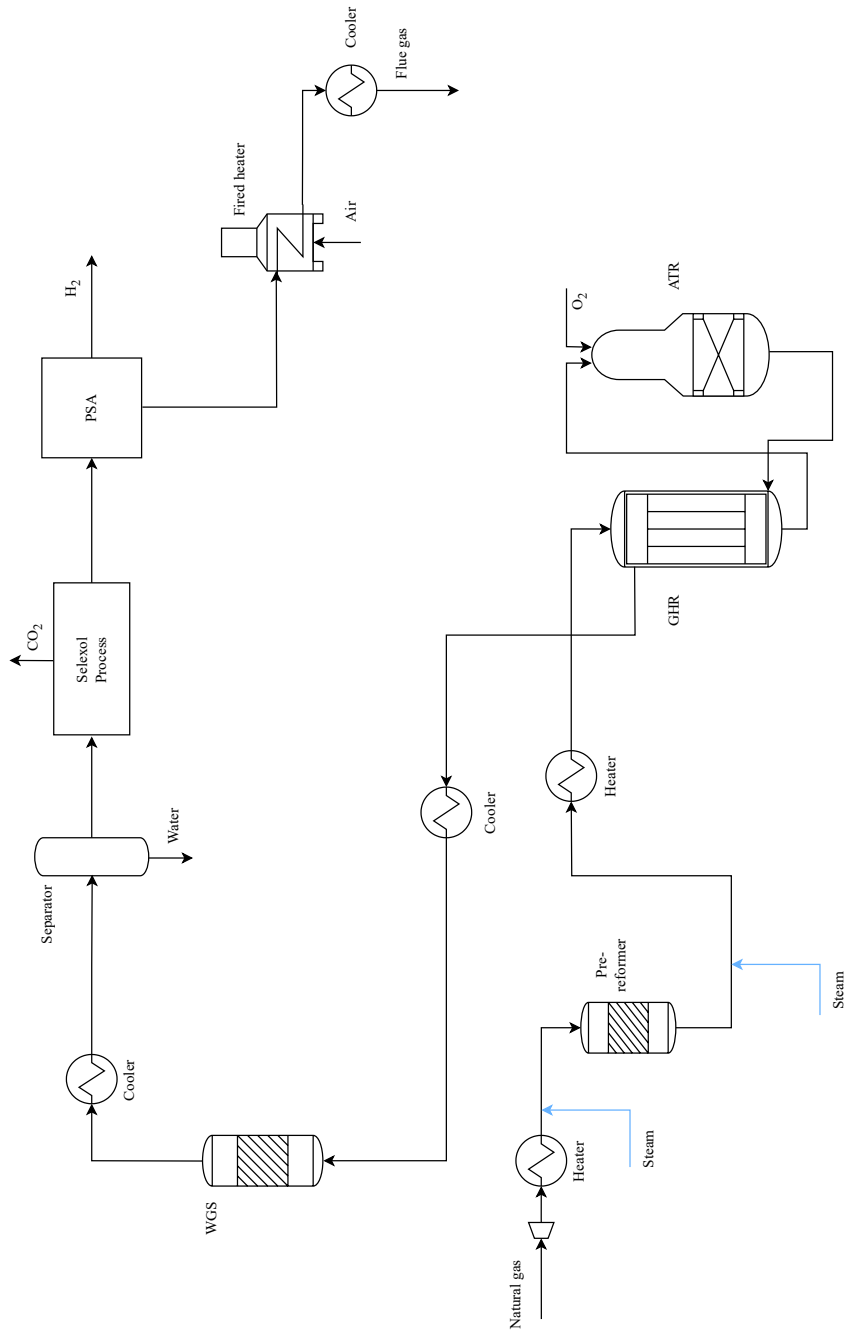 Natural gas
Heater
Steam
Pre-
reformer
Steam
Heater
GHR
ATR
O2
Cooler
WGS
Cooler
Separator
Water
Selexol
Process
CO2
PSA
H2
Fired heater
Air
Cooler
Flue gas